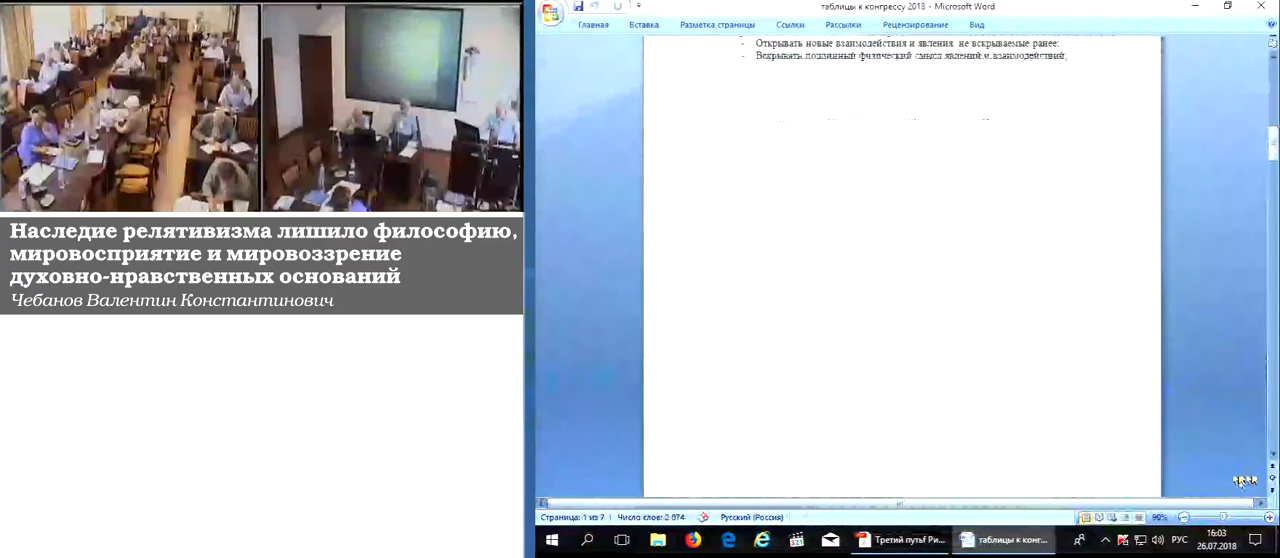 таблицы к конгрессу 2018 - Microsoft Word
Главная Вставка Разметка страницы Ссылки Рассылки Рецензирование Вид
- Открывать новые взаимодействия и явления, не вскрываемые ранее;
- Вскрывать подлинный физический смысл явлений и взаимодействий,
Наследие релятивизма лишило философию,
мировосприятие и мировоззрение
духовно-нравственных оснований
Чебанов Валентин Константинович
Страница: 1 из 7 Число слов: 2 074 Русский (Россия) 90%
Третий путь! Ри... таблицы к конг... РУС 16:03
26.07.2018